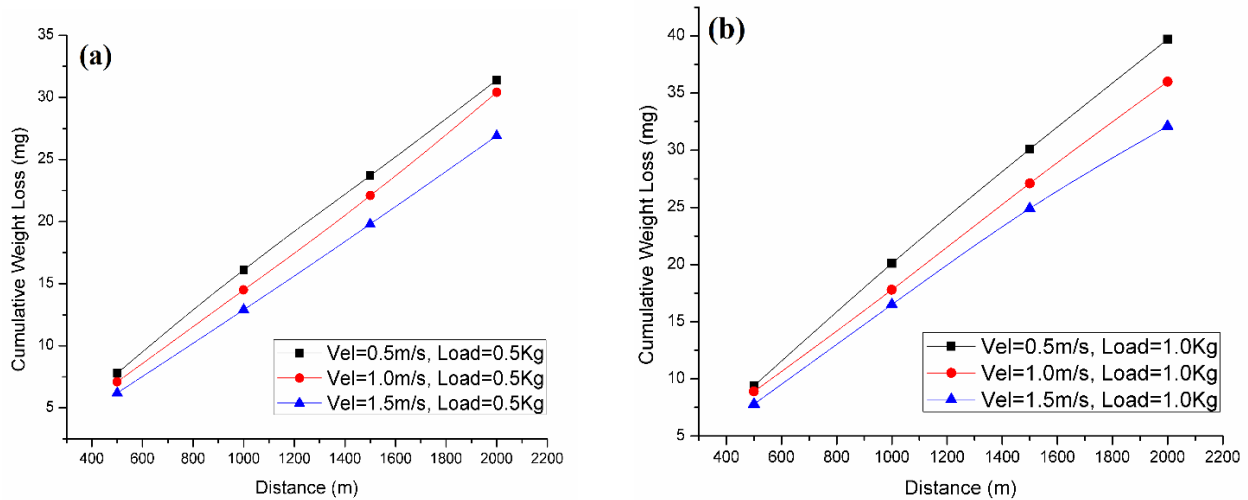 (a)
Cumulative Weight Loss (mg)
35
30
25
20
15
10
5
Vel=0.5m/s, Load=0.5Kg
Vel=1.0m/s, Load=0.5Kg
Vel=1.5m/s, Load=0.5Kg
400 600 800 1000 1200 1400 1600 1800 2000 2200
Distance (m)
(b)
Cumulative Weight Loss (mg)
40
35
30
25
20
15
10
5
Vel=0.5m/s, Load=1.0Kg
Vel=1.0m/s, Load=1.0Kg
Vel=1.5m/s, Load=1.0Kg
400 600 800 1000 1200 1400 1600 1800 2000 2200
Distance (m)